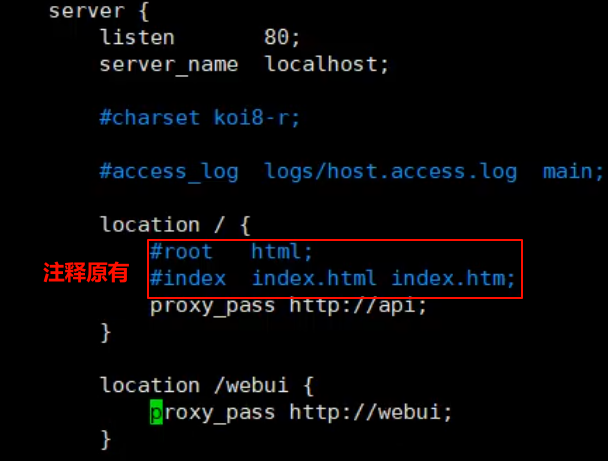 server {
listen       80;
server_name  localhost;
#charset koi8-r;
#access_log  logs/host.access.log  main;
location / {
#root   html;
注释原有
#index  index.html index.htm;
proxy_pass http://api;
}
location /webui {
proxy_pass http://webui;
}